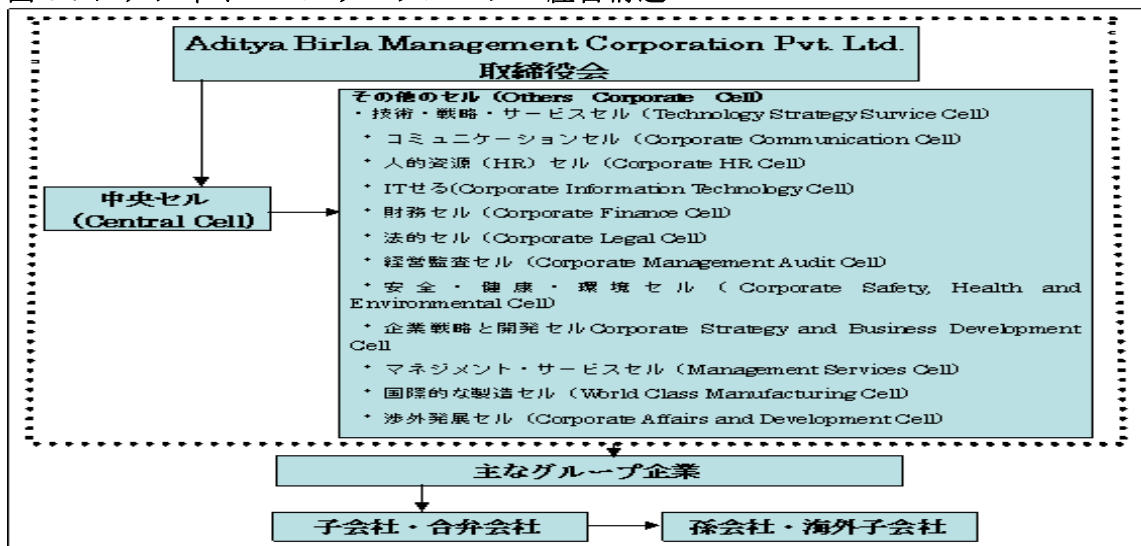 Aditya Birla Management Corporation Pvt. Ltd.
取締役会
中央セル
(Central Cell)
その他のセル (Others Corporate Cell)
・技術・戦略・サービスセル (Technology Strategy Survice Cell)
* コミュニケーションセル (Corporate Communication Cell)
* 人的資源 (HR) セル (Corporate HR Cell)
* ITせる(Corporate Information Technology Cell)
* 財務セル (Corporate Finance Cell)
* 法的セル (Corporate Legal Cell)
* 経営監査セル (Corporate Management Audit Cell)
* 安全・健康・環境セル ( Corporate Safety, Health and
Environmental Cell)
* 企業戦略と開発セルCorporate Strategy and Business Development
Cell
* マネジメント・サービスセル (Management Services Cell)
* 国際的な製造セル (World Class Manufacturing Cell)
* 渉外発展セル (Corporate Affairs and Development Cell)
主なグループ企業
子会社・合弁会社
孫会社・海外子会社